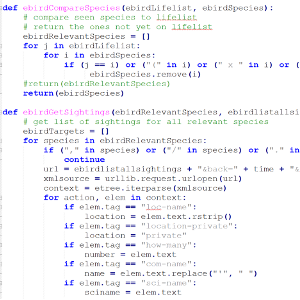 def ebirdCompareSpecies(ebirdLifelist, ebirdSpecies):
# compare seen species to lifelist
# return the ones not yet on lifelist
ebirdRelevantSpecies = []
for j in ebirdLifelist:
for i in ebirdSpecies:
if (j == i) or ("(" in i) or (" x " in i) or (
ebirdSpecies.remove(i)
#return(ebirdRelevantSpecies)
return(ebirdSpecies)
def ebirdGetSightings(ebirdRelevantSpecies, ebirdlistallsi
# get list of sightings for all relevant species
ebirdTargets = []
for species in ebirdRelevantSpecies:
if ("," in species) or ("/" in species) or ("." in
continue
url = ebirdlistallsightings + "&back=" + time + "&
xmlsource = urllib.request.urlopen(url)
context = etree.iterparse(xmlsource)
for action, elem in context:
if elem.tag == "loc-name":
location = elem.text.rstrip()
if elem.tag == "location-private":
location = "private"
if elem.tag == "how-many":
number = elem.text
if elem.tag == "com-name":
name = elem.text.replace("'", " ")
if elem.tag == "sci-name":
sciname = elem.text